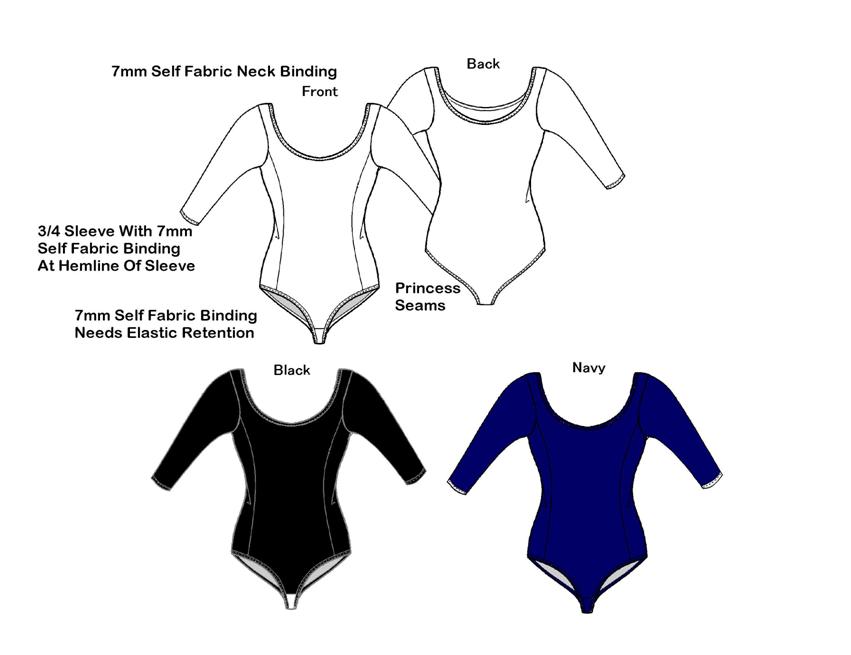 7mm Self Fabric Neck Binding
Front
Back
3/4 Sleeve With 7mm
Self Fabric Binding
At Hemline Of Sleeve
Princess
Seams
7mm Self Fabric Binding
Needs Elastic Retention
Black
Navy